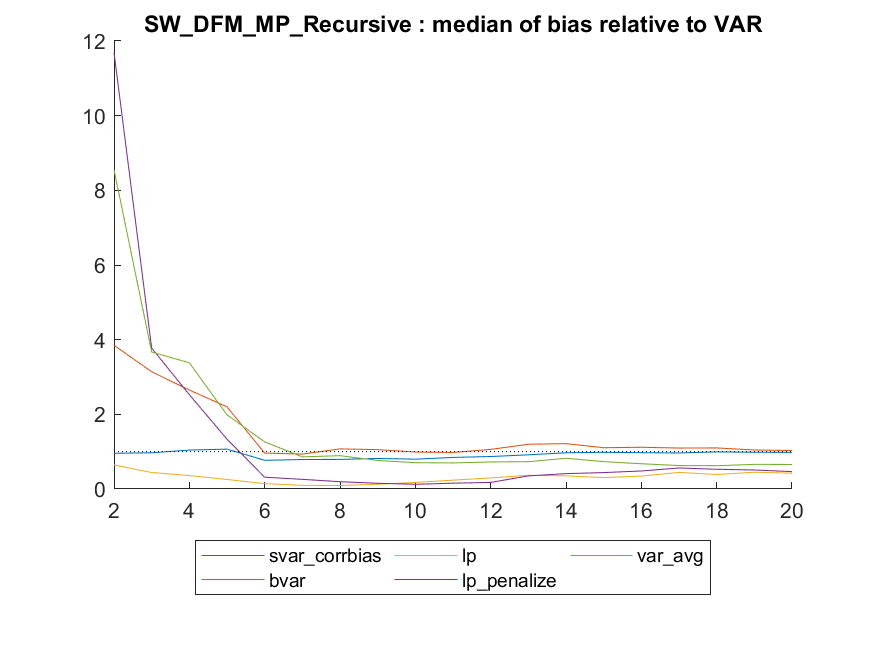 SW_DFM_MP_Recursive : median of bias relative to VAR
12
10
8
6
4
2
0
2 4 6 8 10 12 14 16 18 20
svar_corrbias lp var_avg
bvar lp_penalize